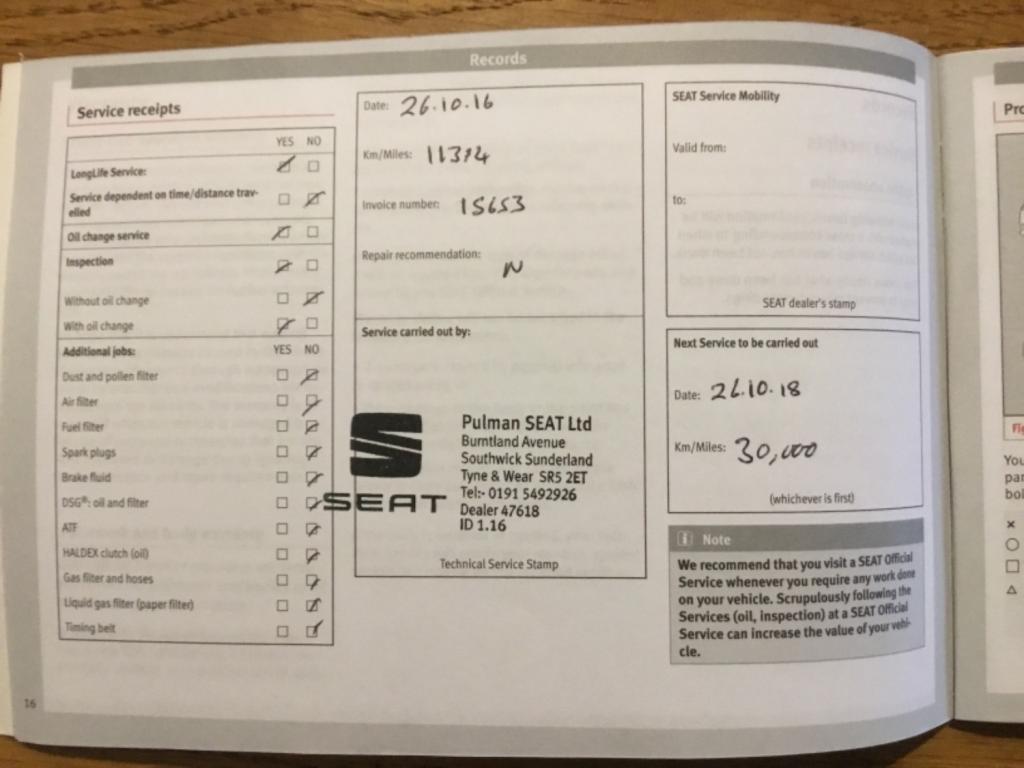 Records
Service receipts
YES NO
LongLife Service:
Service dependent on time/distance trav-
elled
Oil change service
Inspection
Without oil change
With oil change
Additional jobs: YES NO
Dust and pollen filter
Air filter
Fuel filter
Spark plugs
Brake fluid
DSG®: oil and filter
ATF
HALDEX clutch (oil)
Gas filter and hoses
Liquid gas filter (paper filter)
Timing belt
16
Date: 26.10.16
Km/Miles:
Invoice number: 15653
Repair recommendation:
N
Service carried out by:
SEAT
Pulman SEAT Ltd
Burntland Avenue
Southwick Sunderland
Tyne & Wear SR5 2ET
Tel:- 0191 5492926
Dealer 47618
ID 1.16
Technical Service Stamp
SEAT Service Mobility
Valid from:
to:
SEAT dealer's stamp
Next Service to be carried out
Date: 26.10.18
Km/Miles: 30,000
(whichever is first)
i Note
We recommend that you visit a SEAT Official
Service whenever you require any work done
on your vehicle. Scrupulously following the
Services (oil, inspection) at a SEAT Official
Service can increase the value of your vehi-
cle.